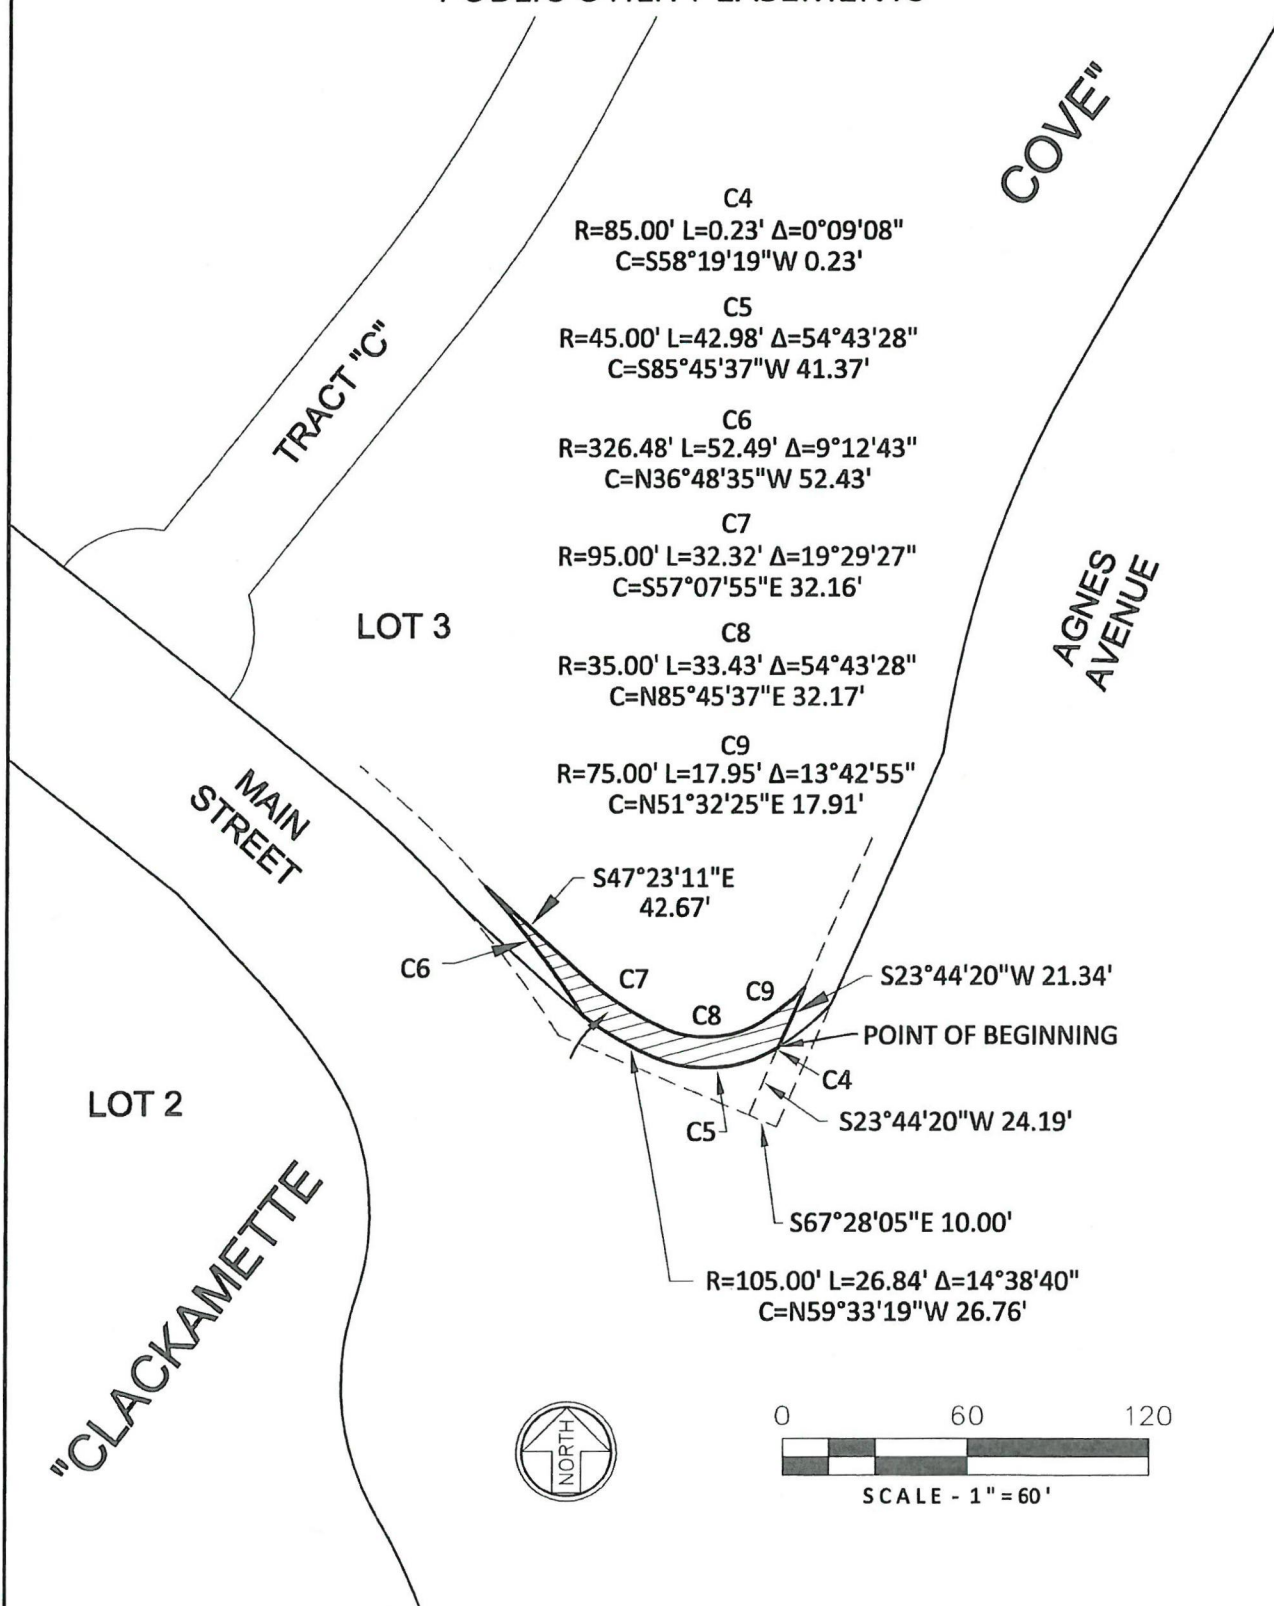 COVE"
C4
R=85.00' L=0.23' Δ=0°09'08"
C=S58°19'19"W 0.23'
C5
R=45.00' L=42.98' Δ=54°43'28"
C=S85°45'37"W 41.37'
TRACT "C"
C6
R=326.48' L=52.49' Δ=9°12'43"
C=N36°48'35"W 52.43'
C7
R=95.00' L=32.32' Δ=19°29'27"
C=S57°07'55"E 32.16'
AGNES
AVENUE
LOT 3
C8
R=35.00' L=33.43' Δ=54°43'28"
C=N85°45'37"E 32.17'
C9
R=75.00' L=17.95' Δ=13°42'55"
C=N51°32'25"E 17.91'
MAIN
STREET
S47°23'11"E
42.67'
C6
C7
C8
C9
S23°44'20"W 21.34'
POINT OF BEGINNING
C4
LOT 2
C5
S23°44'20"W 24.19'
S67°28'05"E 10.00'
R=105.00' L=26.84' Δ=14°38'40"
C=N59°33'19"W 26.76'
"CLACKAMETTE
NORTH
0 60 120
SCALE - 1"=60'